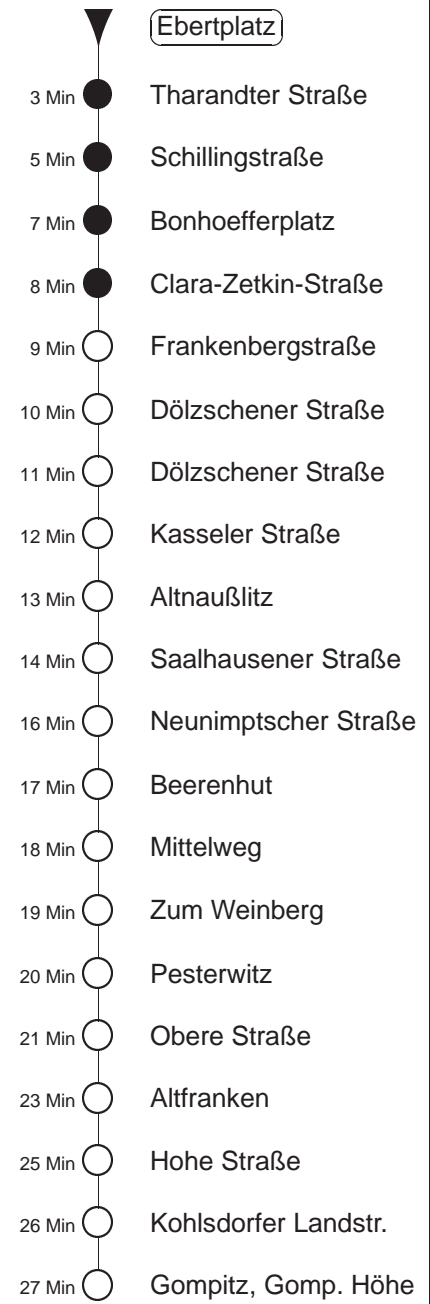 Ebertplatz
3 Min Tharandter Straße
5 Min Schillingstraße
7 Min Bonhoefferplatz
8 Min Clara-Zetkin-Straße
9 Min Frankenbergstraße
10 Min Dölzschener Straße
11 Min Dölzschener Straße
12 Min Kasseler Straße
13 Min Altnaußlitz
14 Min Saalhausener Straße
16 Min Neunimptscher Straße
17 Min Beerenhut
18 Min Mittelweg
19 Min Zum Weinberg
20 Min Pesterwitz
21 Min Obere Straße
23 Min Altfranken
25 Min Hohe Straße
26 Min Kohlsdorfer Landstr.
27 Min Gompitz, Gomp. Höhe